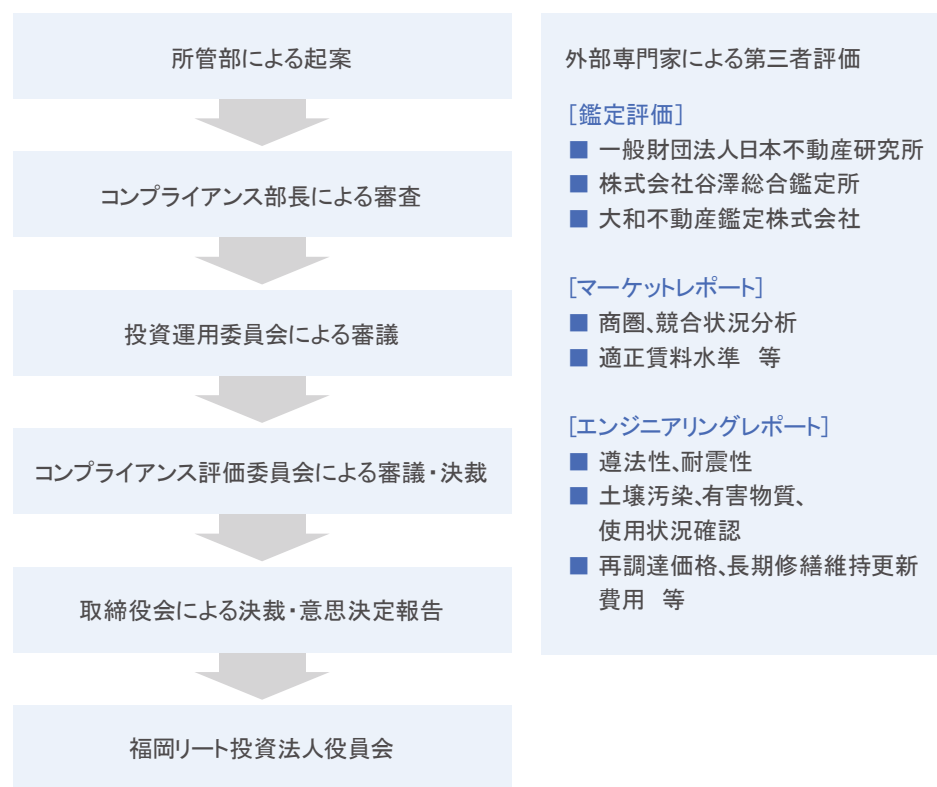 所管部による起案
コンプライアンス部長による審査
投資運用委員会による審議
コンプライアンス評価委員会による審議・決裁
取締役会による決裁・意思決定報告
福岡リート投資法人役員会
外部専門家による第三者評価
[鑑定評価]
■ 一般財団法人日本不動産研究所
■ 株式会社谷澤総合鑑定所
■ 大和不動産鑑定株式会社
[マーケットレポート]
■ 商圏、競合状況分析
■ 適正賃料水準　等
[エンジニアリングレポート]
■ 遵法性、耐震性
■ 土壌汚染、有害物質、
使用状況確認
■ 再調達価格、長期修繕維持更新
費用　等